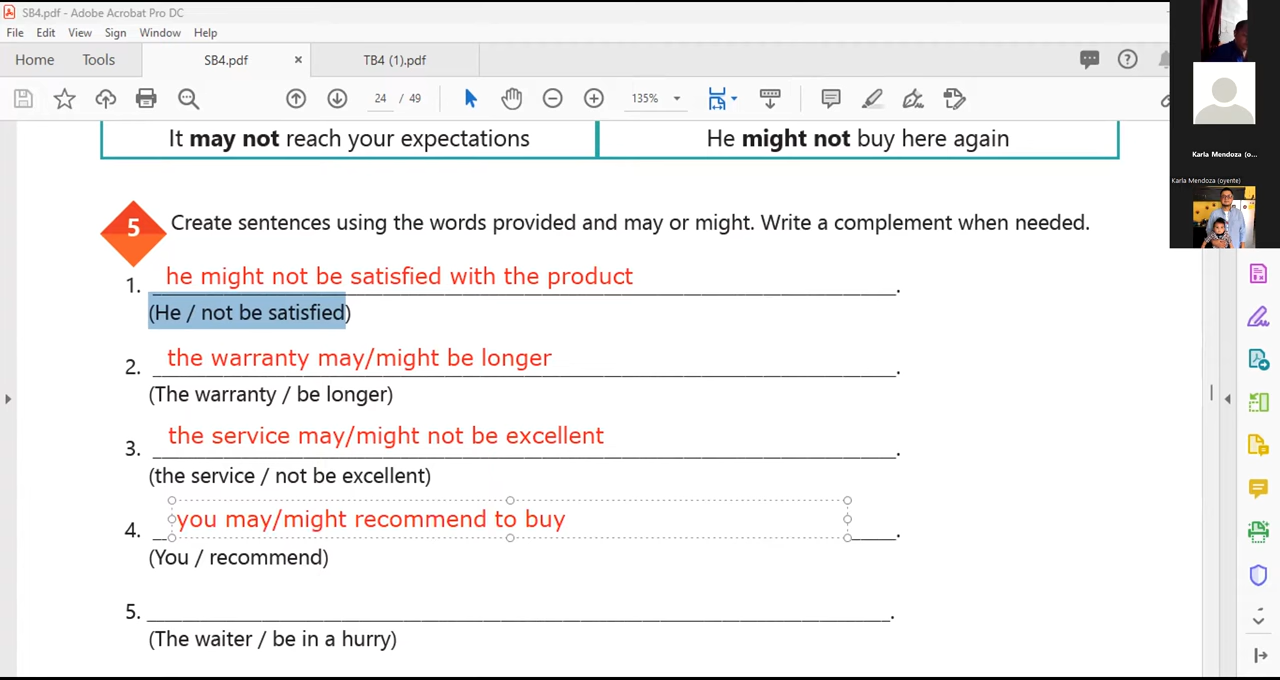 SB4.pdf - Adobe Acrobat Pro DC
File Edit View Sign Window Help
Home Tools SB4.pdf × TB4 (1).pdf
24 / 49 135%
It may not reach your expectations He might not buy here again
5 Create sentences using the words provided and may or might. Write a complement when needed.
1. he might not be satisfied with the product.
(He / not be satisfied)
2. the warranty may/might be longer.
(The warranty / be longer)
3. the service may/might not be excellent.
(the service / not be excellent)
4. you may/might recommend to buy.
(You / recommend)
5. .
(The waiter / be in a hurry)
Karla Mendoza (o...
Karla Mendoza (oyente)